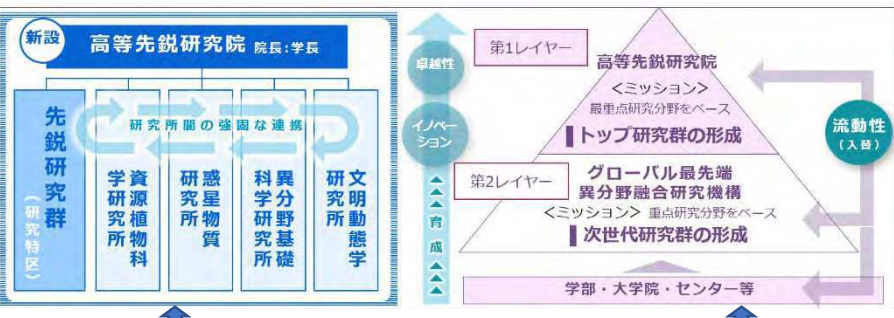 新設
高等先鋭研究院 院長:学長
研究所間の強固な連携
先鋭研究群
(研究特区)
資源植物科
学研究所
惑星物質
研究所
異分野基礎
科学研究所
文明動態学
研究所
卓越性
イノベー
ション
▲▲▲育成▲▲▲
第1レイヤー
高等先鋭研究院
<ミッション>
最重点研究分野をベース
トップ研究群の形成
第2レイヤー
グローバル最先端
異分野融合研究機構
<ミッション> 重点研究分野をベース
次世代研究群の形成
学部・大学院・センター等
流動性
(入替)